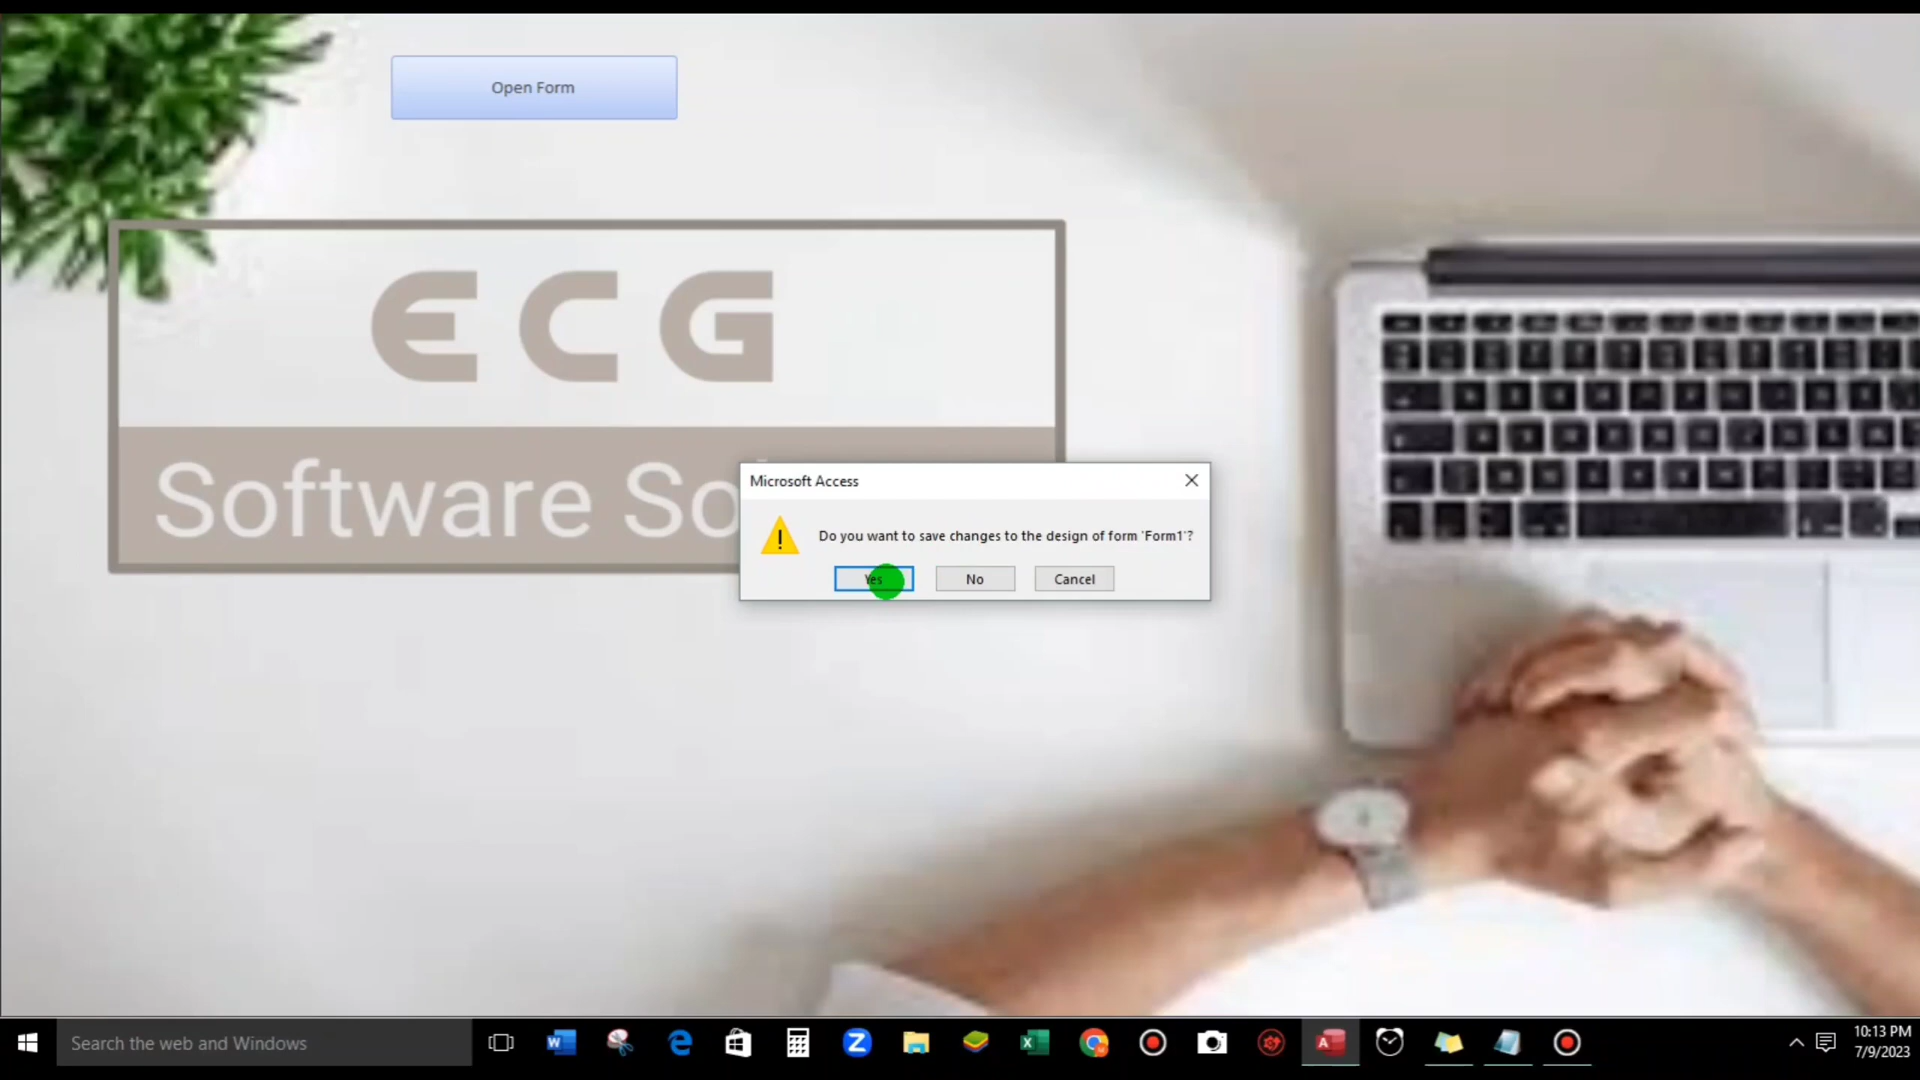 Open Form
ECG
Software So
Microsoft Access
Do you want to save changes to the design of form 'Form1'?
Yes
No
Cancel
Search the web and Windows
10:13 PM
7/9/2023